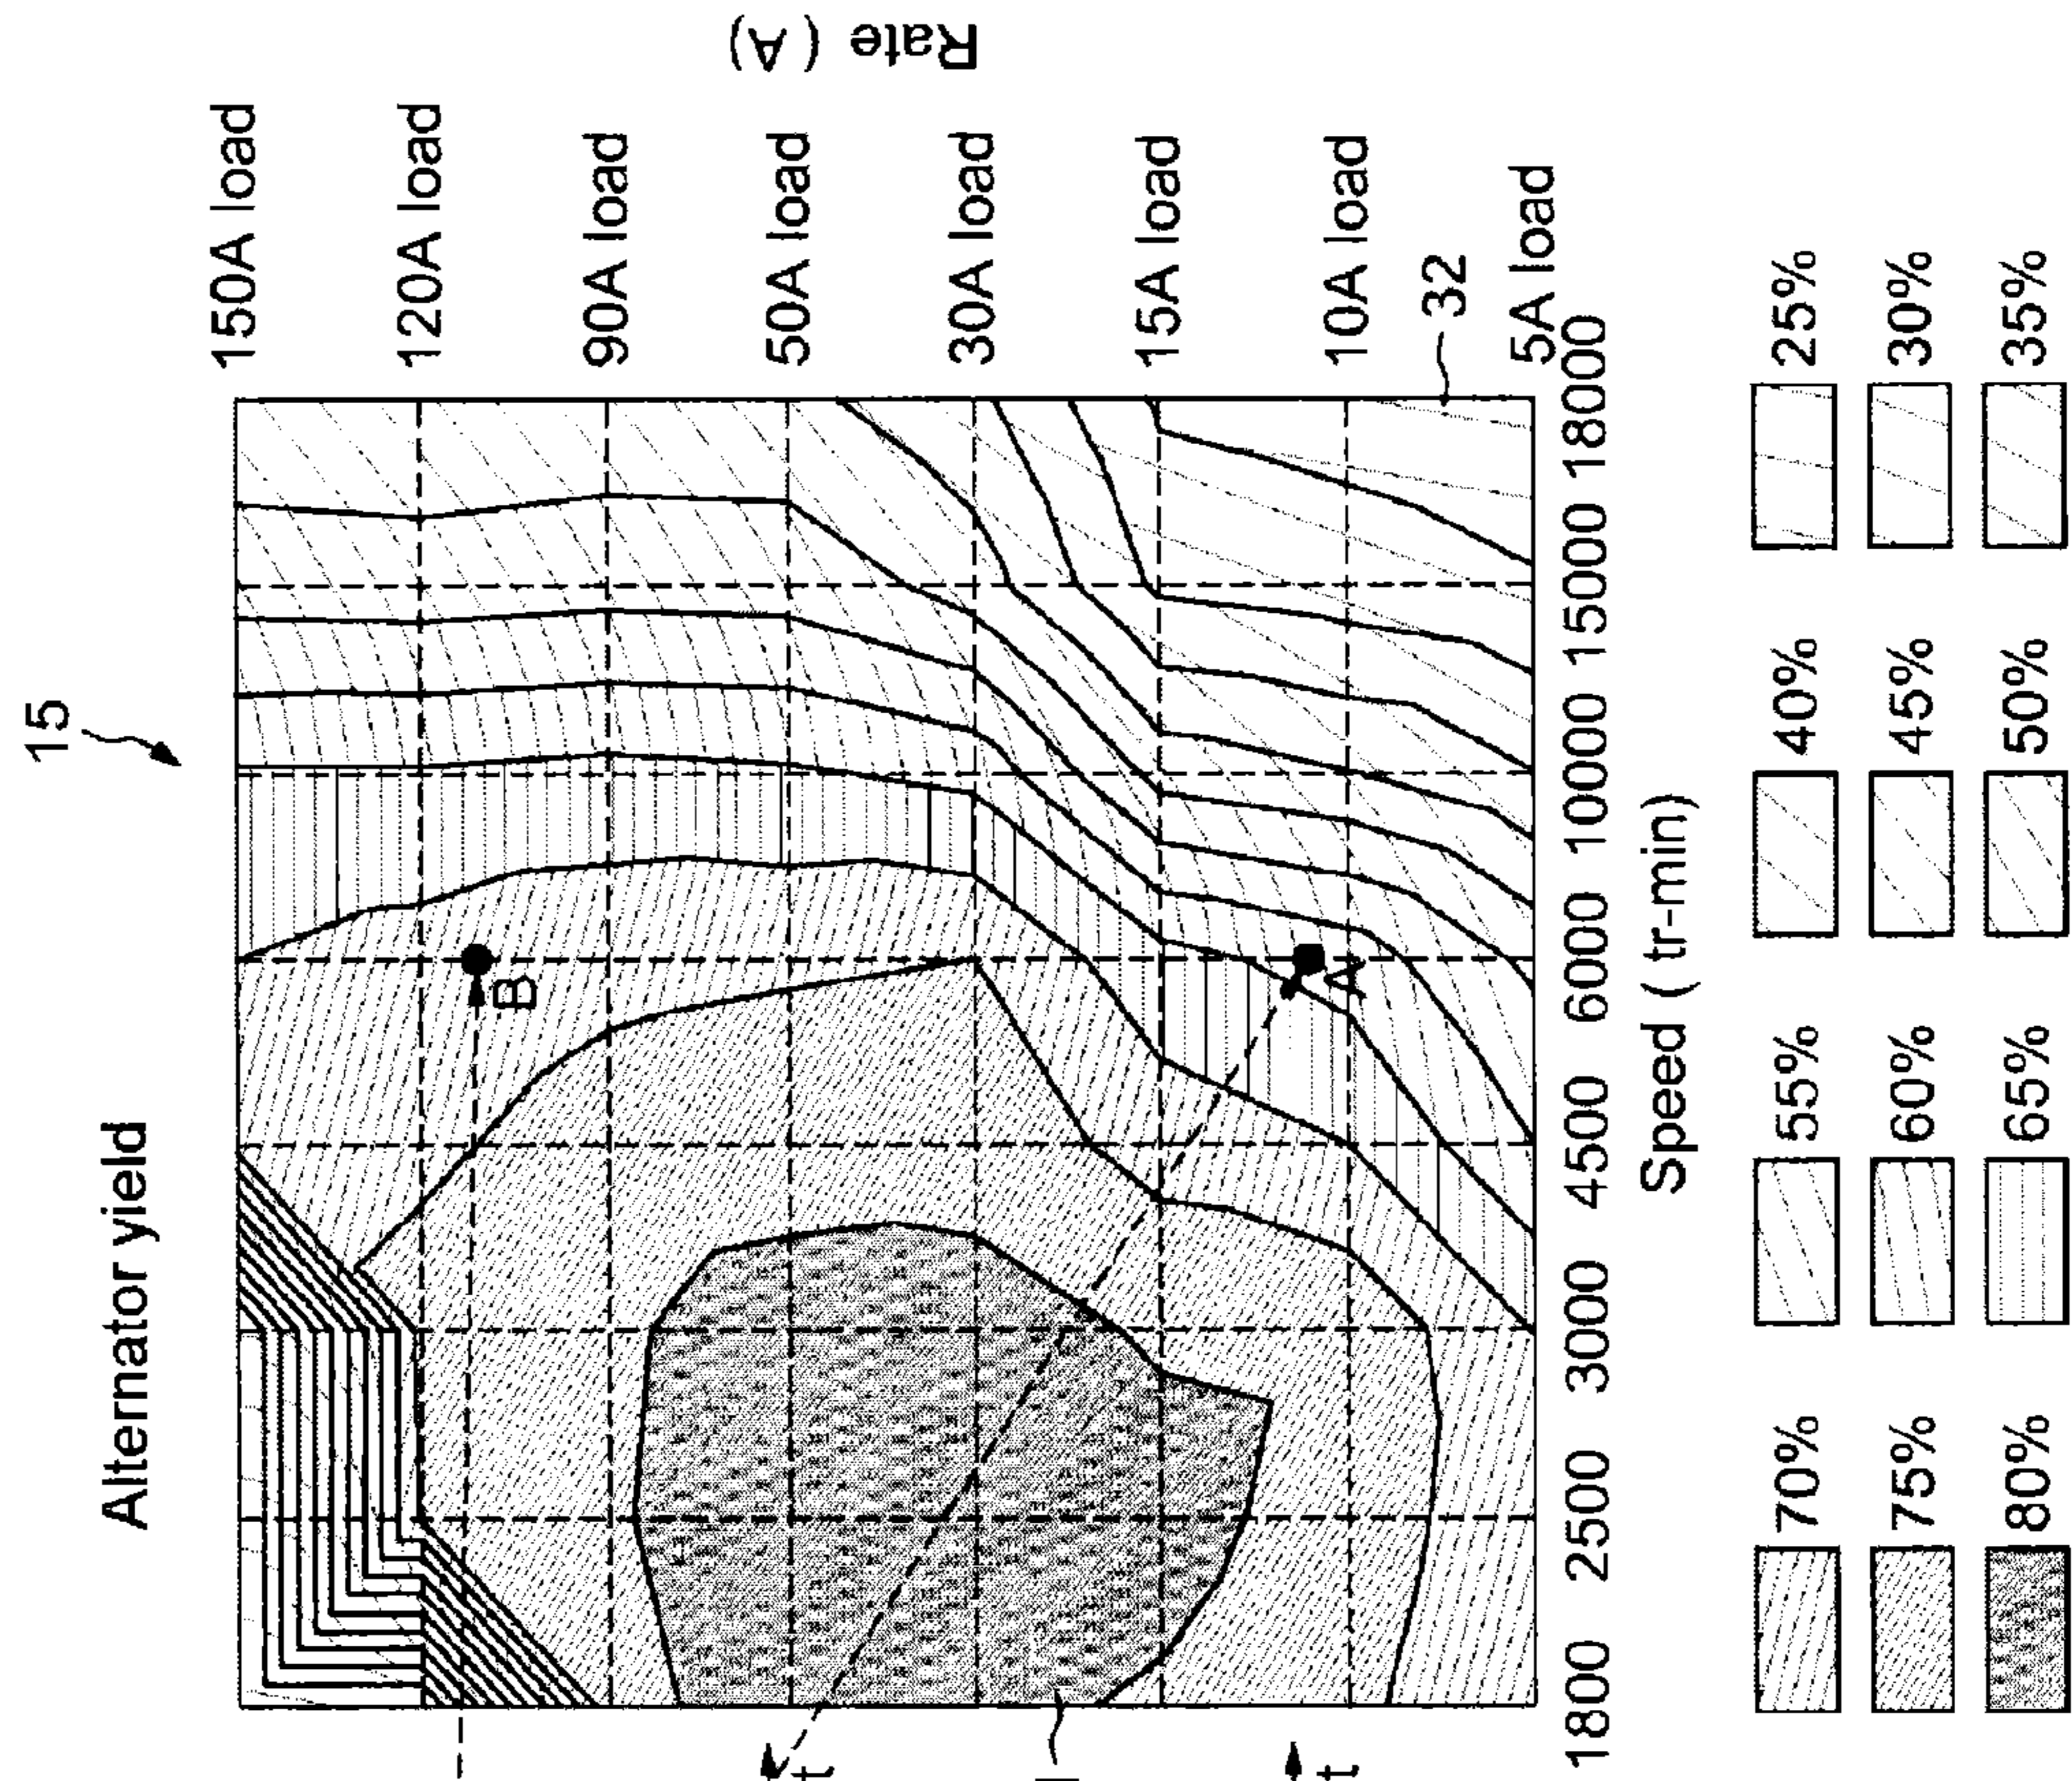 15
Alternator yield
Rate (A)
150A load
120A load
90A load
50A load
30A load
15A load
10A load
5A load
32
B
A
t
t
1800 2500 3000 4500 6000 10000 15000 18000
Speed ( tr-min)
70% 55% 40% 25%
75% 60% 45% 30%
80% 65% 50% 35%